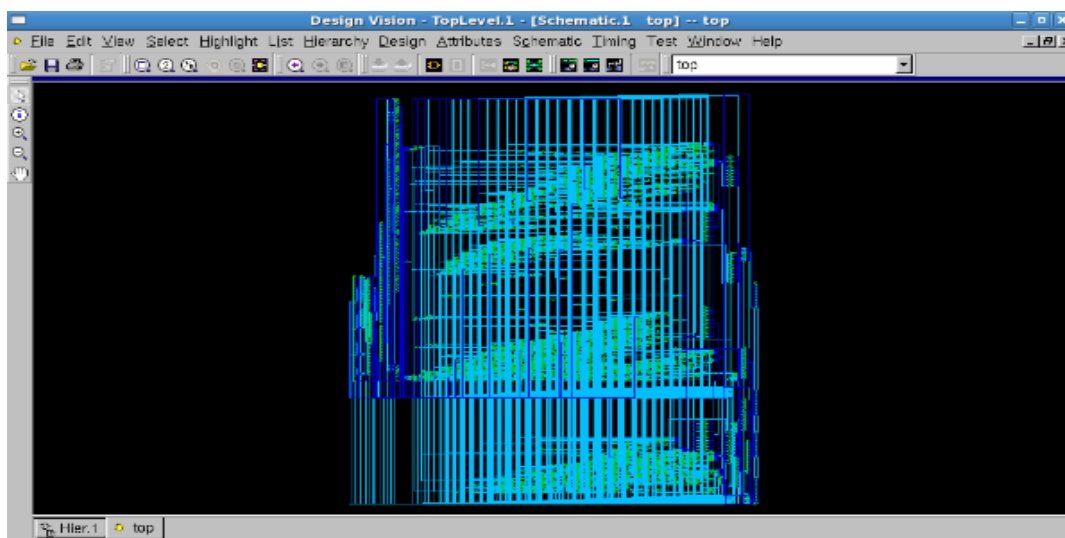 Design Vision - TopLevel.1 - [Schematic.1 top] -- top
File Edit View Select Highlight List Hierarchy Design Attributes Schematic Timing Test Window Help
top
Hier.1 top